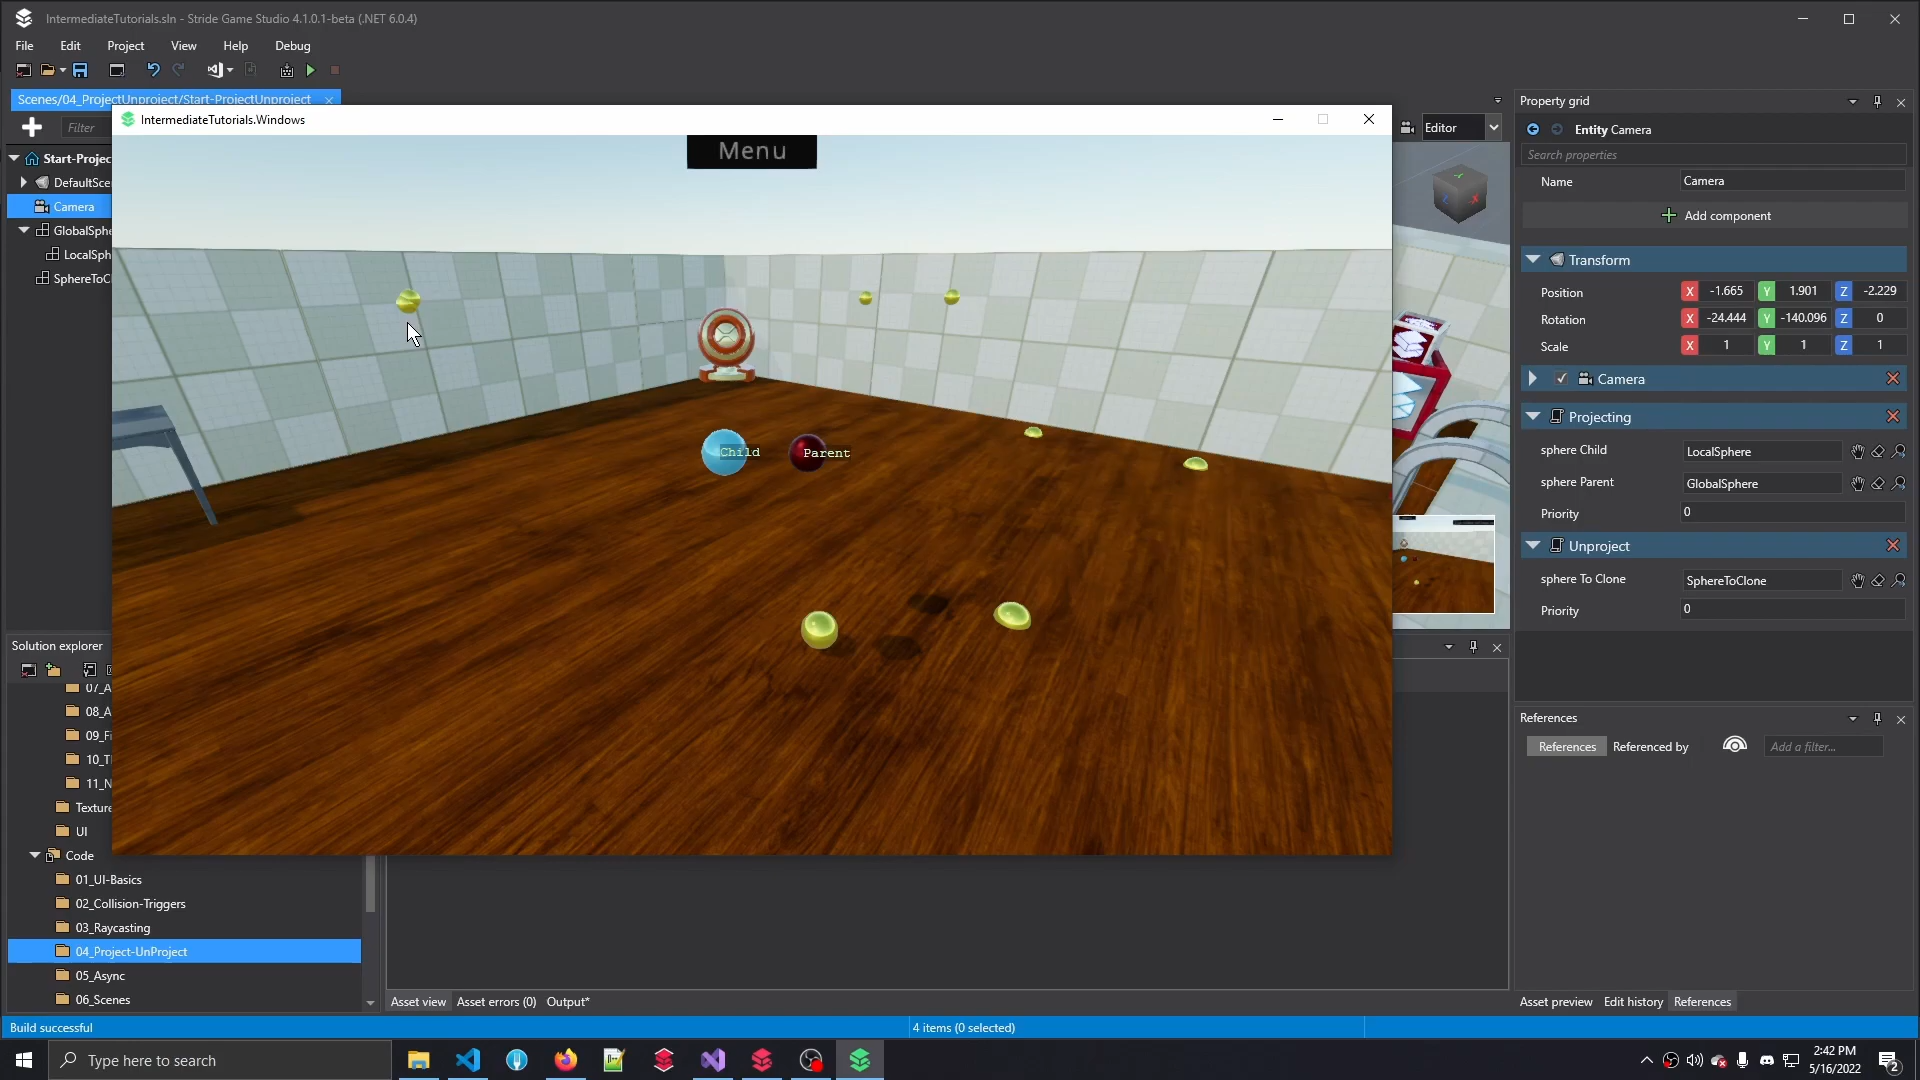 IntermediateTutorials.sln - Stride Game Studio 4.1.0.1-beta (.NET 6.0.4)
File Edit Project View Help Debug
Scenes/04_ProjectUnproject/Start-ProjectUnproject
Filter
Start-Projec
DefaultSce
Camera
GlobalSphe
LocalSph
SphereToC
IntermediateTutorials.Windows
Menu
Child
Parent
Editor
Property grid
Entity Camera
Search properties
Name Camera
Add component
Transform
Position X -1.665 Y 1.901 Z -2.229
Rotation X -24.444 Y -140.096 Z 0
Scale X 1 Y 1 Z 1
Camera
Projecting
sphere Child LocalSphere
sphere Parent GlobalSphere
Priority 0
Unproject
sphere To Clone SphereToClone
Priority 0
References
References Referenced by Add a filter...
Solution explorer
07_A
08_A
09_Fi
10_T
11_N
Texture
UI
Code
01_UI-Basics
02_Collision-Triggers
03_Raycasting
04_Project-UnProject
05_Async
06_Scenes
Asset view Asset errors (0) Output*
Asset preview Edit history References
Build successful
4 items (0 selected)
Type here to search
2:42 PM
5/16/2022
2